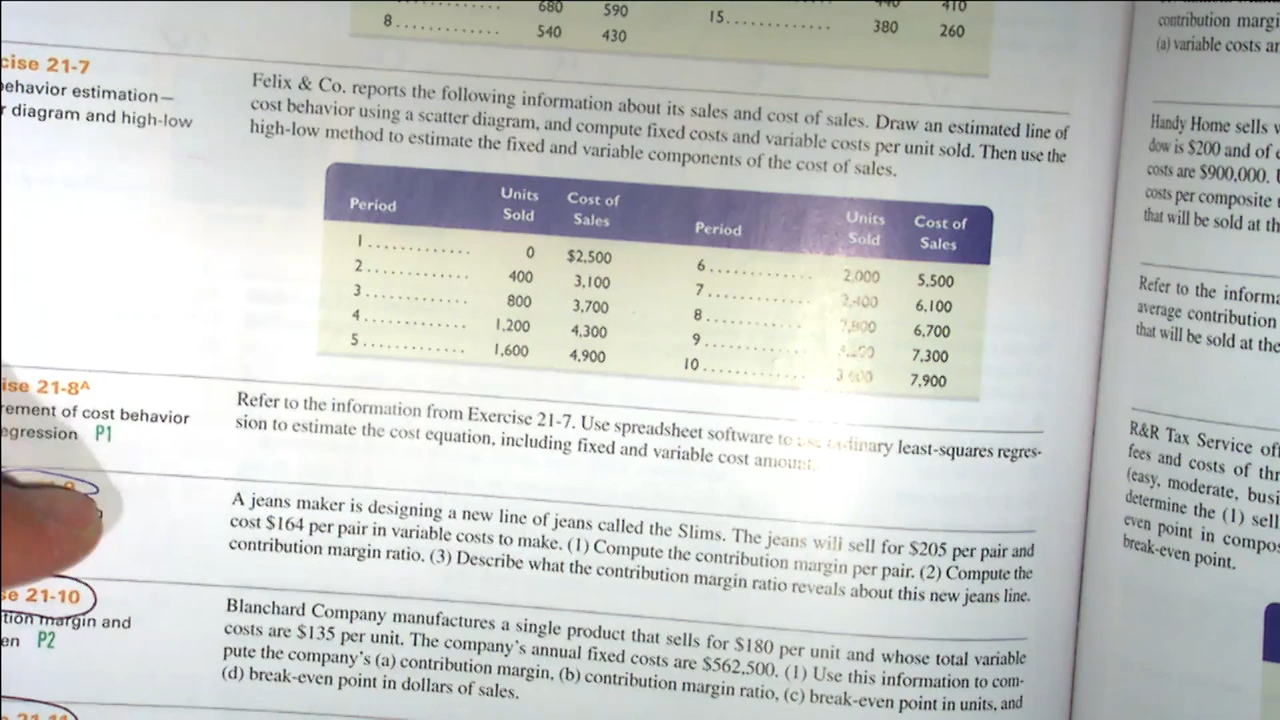 680 590 440 410
8 . . . . . . . . . . . . . 540 430 15. . . . . . . . . . . . . 380 260
cise 21-7
ehavior estimation—
r diagram and high-low
Felix & Co. reports the following information about its sales and cost of sales. Draw an estimated line of
cost behavior using a scatter diagram, and compute fixed costs and variable costs per unit sold. Then use the
high-low method to estimate the fixed and variable components of the cost of sales.
Period Units Sold Cost of Sales Period Units Sold Cost of Sales
1 . . . . . . . . . . . . . 0 $2,500 6 . . . . . . . . . . . . . 2,000 5,500
2 . . . . . . . . . . . . . 400 3,100 7 . . . . . . . . . . . . . 2,400 6,100
3 . . . . . . . . . . . . . 800 3,700 8 . . . . . . . . . . . . . 6,700
4 . . . . . . . . . . . . . 1,200 4,300 9 . . . . . . . . . . . . . 7,300
5 . . . . . . . . . . . . . 1,600 4,900 10 . . . . . . . . . . . . . 7,900
ise 21-8A
rement of cost behavior
egression P1
Refer to the information from Exercise 21-7. Use spreadsheet software to use ordinary least-squares regres-
sion to estimate the cost equation, including fixed and variable cost amounts.
A jeans maker is designing a new line of jeans called the Slims. The jeans will sell for $205 per pair and
cost $164 per pair in variable costs to make. (1) Compute the contribution margin per pair. (2) Compute the
contribution margin ratio. (3) Describe what the contribution margin ratio reveals about this new jeans line.
se 21-10
tion margin and
en P2
Blanchard Company manufactures a single product that sells for $180 per unit and whose total variable
costs are $135 per unit. The company's annual fixed costs are $562,500. (1) Use this information to com-
pute the company's (a) contribution margin, (b) contribution margin ratio, (c) break-even point in units, and
(d) break-even point in dollars of sales.
contribution margi
(a) variable costs ar
Handy Home sells
dow is $200 and of
costs are $900,000.
costs per composite
that will be sold at th
Refer to the informa
average contribution
that will be sold at the
R&R Tax Service off
fees and costs of thr
(easy, moderate, busi
determine the (1) sell
even point in compos
break-even point.